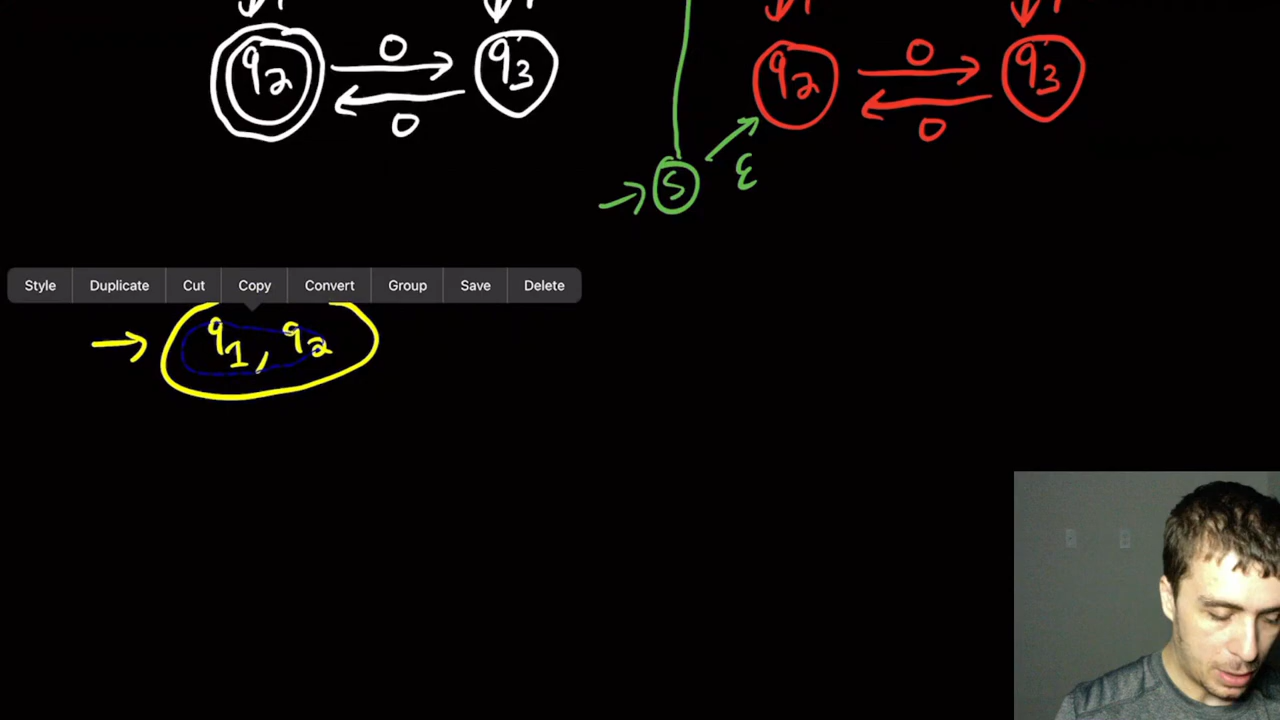 q2 0 q3 q2 0 q3
0 0
S ε
Style Duplicate Cut Copy Convert Group Save Delete
→ q1, q2